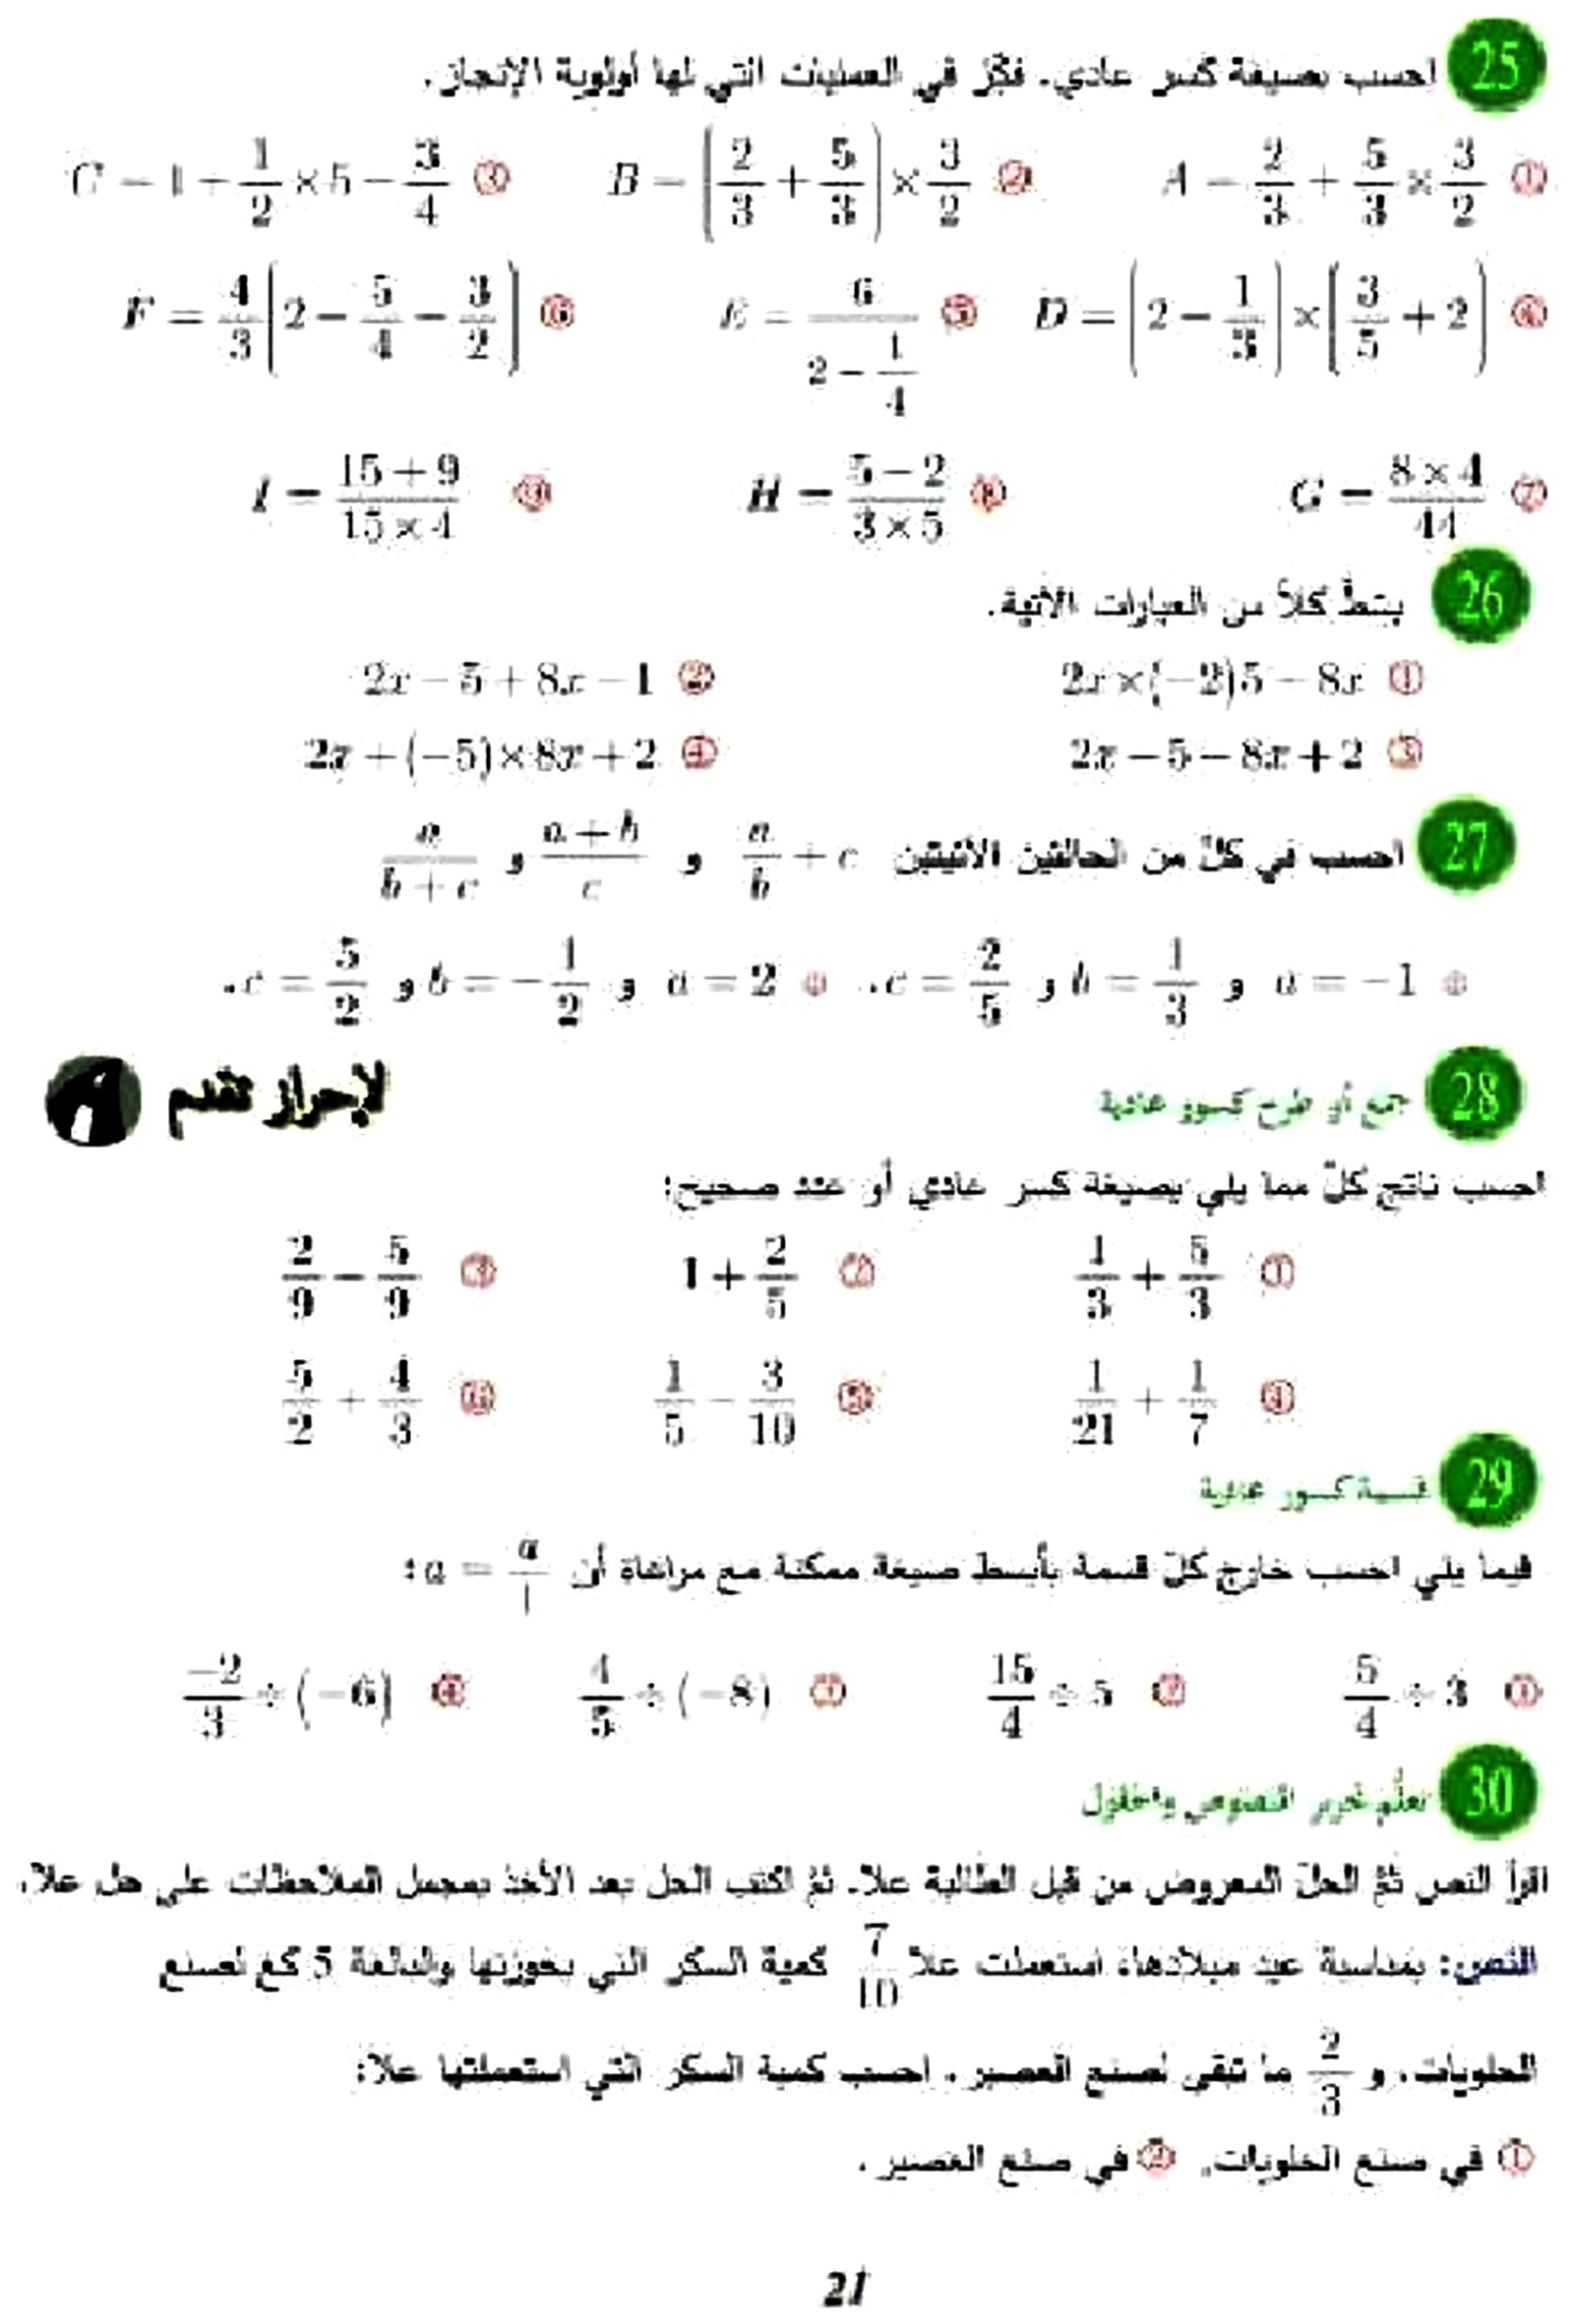 25 احسب بصيغة كسر عادي. فكّر في العمليات التي لها أولوية الإنجاز.
① A = 2/3 + 5/3 × 3/2 ② B = (2/3 + 5/3) × 3/2 ③ C = 1 + 1/2 × 5 − 3/4
④ D = (2 − 1/3) × (3/5 + 2) ⑤ E = 6/(2 − 1/4) ⑥ F = 4/3 (2 − 5/4 − 3/2)
⑦ G = (8 × 4)/44 ⑧ H = (5 − 2)/(3 × 5) ⑨ I = (15 + 9)/(15 × 4)
26 بسّط كلاً من العبارات الآتية.
① 2x × (−2)5 − 8x ② 2x − 5 + 8x − 1
③ 2x − 5 − 8x + 2 ④ 2x + (−5) × 8x + 2
27 احسب في كلّ من الحالتين الآتيتين a/b + c و (a + b)/c و a/(b + c)
① a = −1 و b = 1/3 و c = 2/5. ② a = 2 و b = −1/2 و c = 5/2.
لإحراز تقدم
28 جمع أو طرح كسور عادية
احسب ناتج كلّ مما يلي بصيغة كسر عادي أو عدد صحيح:
① 1/3 + 5/3 ② 1 + 2/5 ③ 2/9 − 5/9
④ 1/21 + 1/7 ⑤ 1/5 − 3/10 ⑥ 5/2 + 4/3
29 قسمة كسور عادية
فيما يلي احسب خارج كلّ قسمة بأبسط صيغة ممكنة مع مراعاة أن a = a/1:
① 5/4 ÷ 3 ② 15/4 ÷ 5 ③ 4/5 ÷ (−8) ④ −2/3 ÷ (−6)
30 تعلّم تحرير النصوص والحلول
اقرأ النص ثمّ الحلّ المعروض من قبل الطالبة علا. ثمّ اكتب الحل بعد الأخذ بمجمل الملاحظات على حل علا.
النص: بمناسبة عيد ميلادها، استعملت علا 7/10 كمية السكر التي بحوزتها والبالغة 5 كغ لصنع
الحلويات. و 2/3 ما تبقى لصنع العصير. احسب كمية السكر التي استعملتها علا:
① في صنع الحلويات. ② في صنع العصير.
21